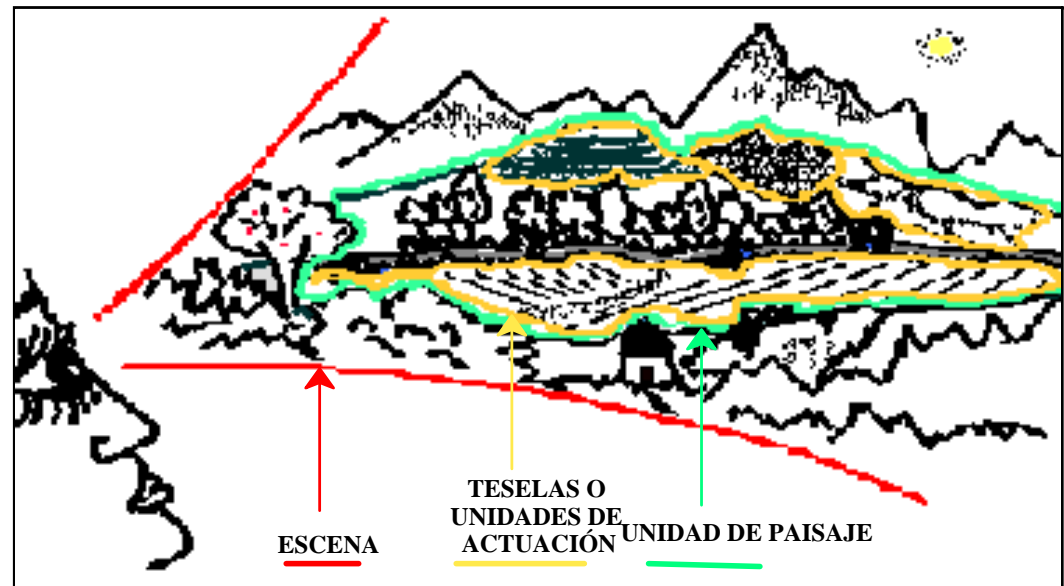 ESCENA
TESELAS O
UNIDADES DE
ACTUACIÓN
UNIDAD DE PAISAJE